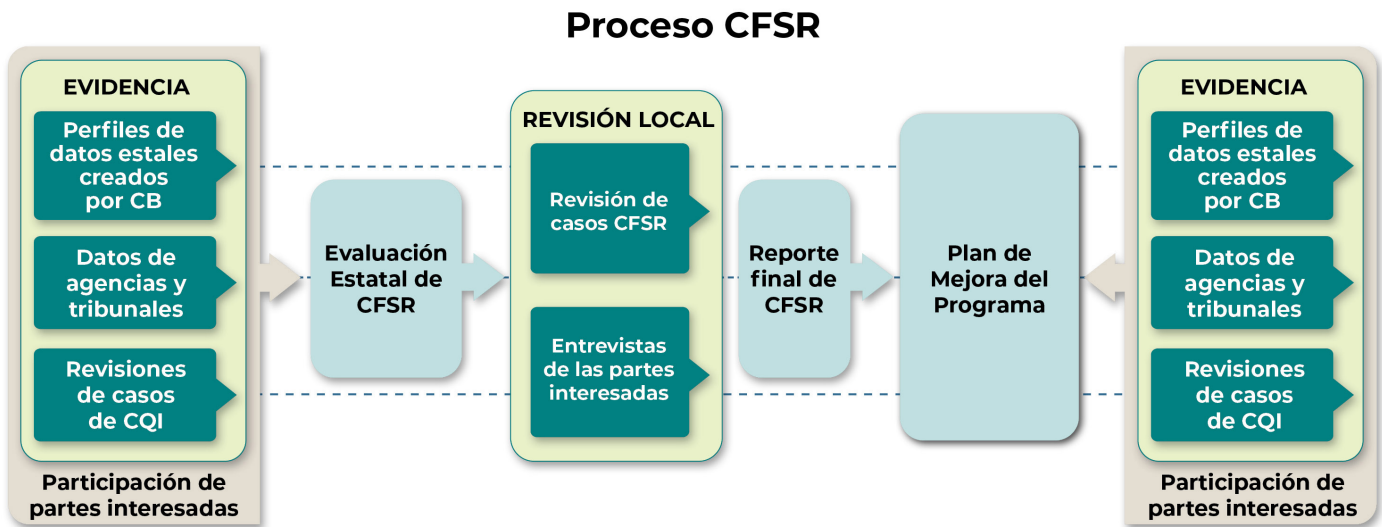 Proceso CFSR
EVIDENCIA
Perfiles de
datos estales
creados
por CB
Datos de
agencias y
tribunales
Revisiones
de casos
de CQI
Participación de
partes interesadas
Evaluación
Estatal de
CFSR
REVISIÓN LOCAL
Revisión de
casos CFSR
Entrevistas
de las partes
interesadas
Reporte
final de
CFSR
Plan de
Mejora del
Programa
EVIDENCIA
Perfiles de
datos estales
creados
por CB
Datos de
agencias y
tribunales
Revisiones
de casos
de CQI
Participación de
partes interesadas